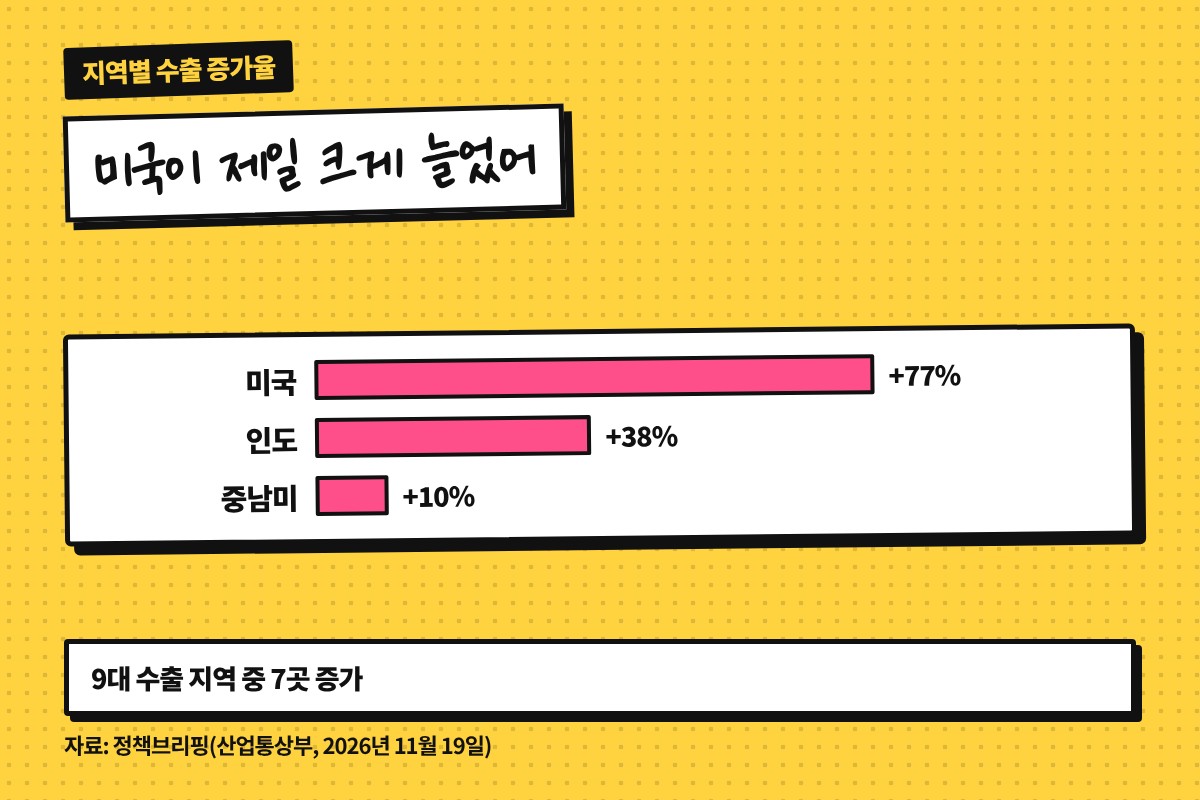 지역별 수출 증가율
미국이 제일 크게 늘었어
미국 +77%
인도 +38%
중남미 +10%
9대 수출 지역 중 7곳 증가
자료: 정책브리핑(산업통상부, 2026년 11월 19일)